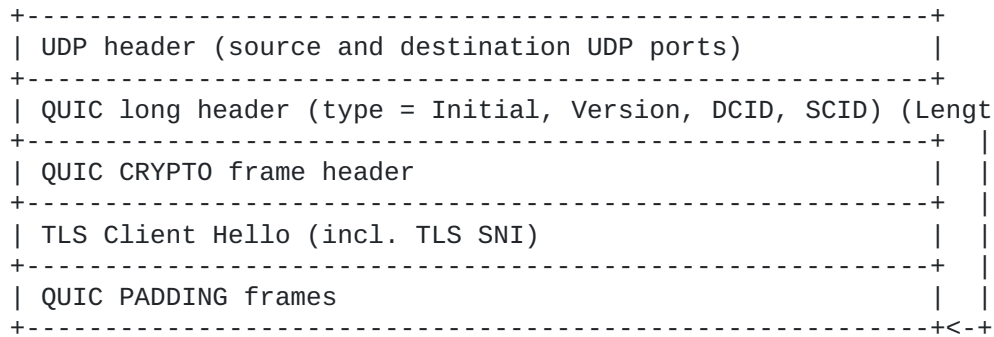 +----------------------------------------------------------+
| UDP header (source and destination UDP ports)            |
+----------------------------------------------------------+
| QUIC long header (type = Initial, Version, DCID, SCID) (Lengt
+----------------------------------------------------------+  |
| QUIC CRYPTO frame header                                 |  |
+----------------------------------------------------------+  |
| TLS Client Hello (incl. TLS SNI)                         |  |
+----------------------------------------------------------+  |
| QUIC PADDING frames                                      |  |
+----------------------------------------------------------+<-+